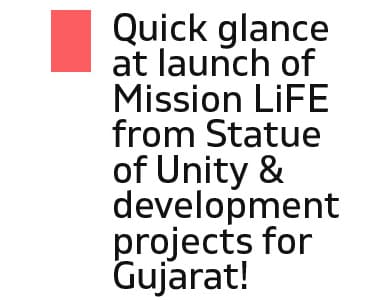 Quick glance
at launch of
Mission LiFE
from Statue
of Unity &
development
projects for
Gujarat!